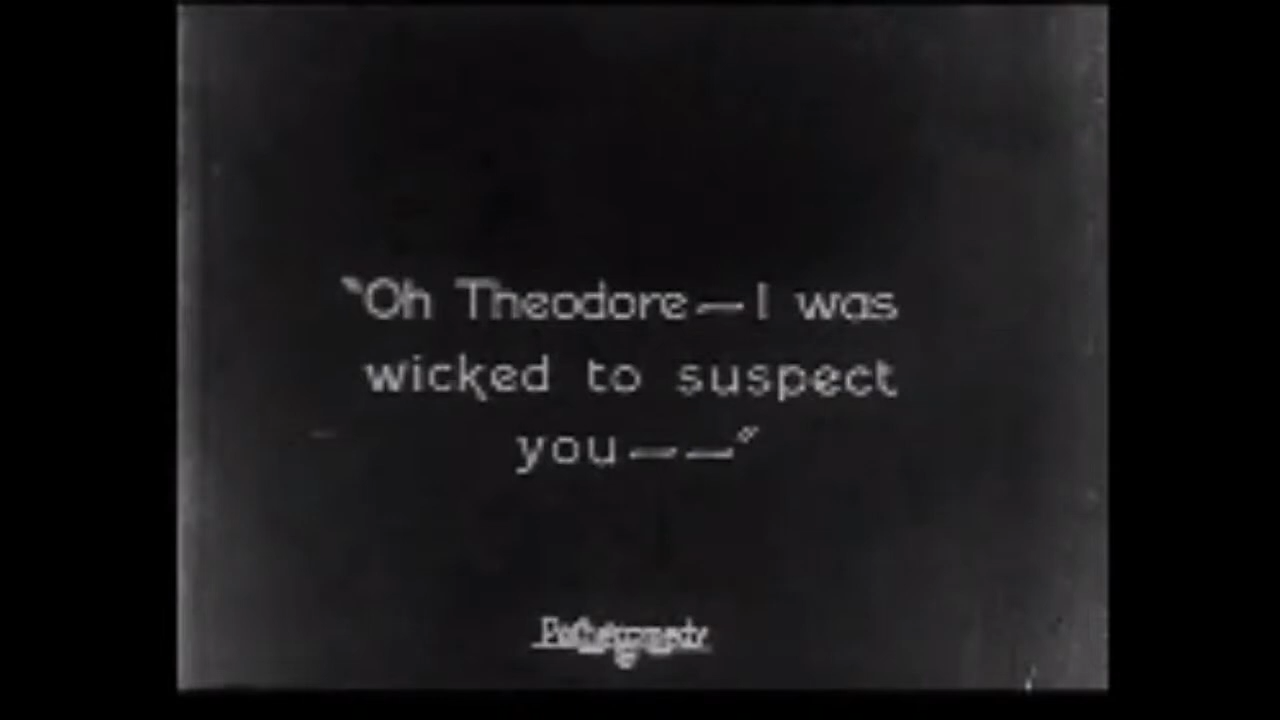 "Oh Theodore—I was
wicked to suspect
you——"
Pathécomedy